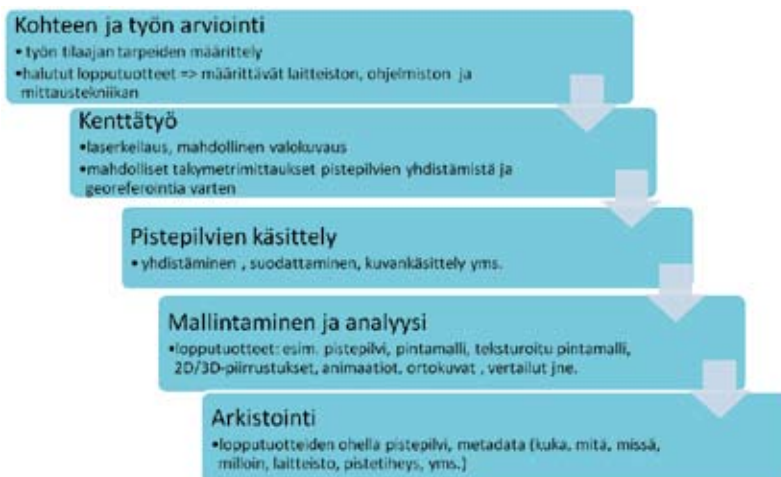 Kohteen ja työn arviointi
• työn tilaajan tarpeiden määrittely
•halutut lopputuotteet => määrittävät laitteiston, ohjelmiston ja
mittaustekniikan
Kenttätyö
•laserkeilaus, mahdollinen valokuvaus
•mahdolliset takymetrimittaukset pistepilvien yhdistämistä ja
georeferointia varten
Pistepilvien käsittely
• yhdistäminen , suodattaminen, kuvankäsittely yms.
Mallintaminen ja analyysi
•lopputuotteet: esim. pistepilvi, pintamalli, teksturoitu pintamalli,
2D/3D-piirrustukset, animaatiot, ortokuvat , vertailut jne.
Arkistointi
•lopputuotteiden ohella pistepilvi, metadata (kuka, mitä, missä,
milloin, laitteisto, pistetiheys, yms.)